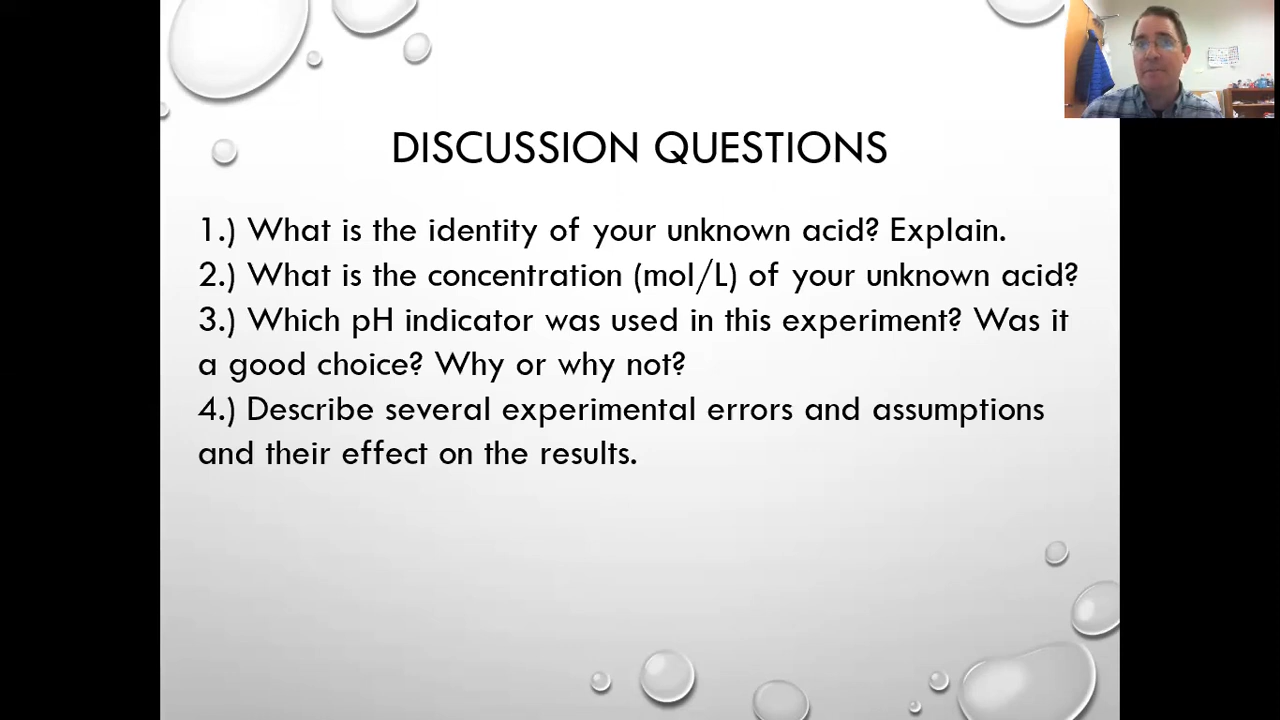 DISCUSSION QUESTIONS
1.) What is the identity of your unknown acid? Explain.
2.) What is the concentration (mol/L) of your unknown acid?
3.) Which pH indicator was used in this experiment? Was it
a good choice? Why or why not?
4.) Describe several experimental errors and assumptions
and their effect on the results.